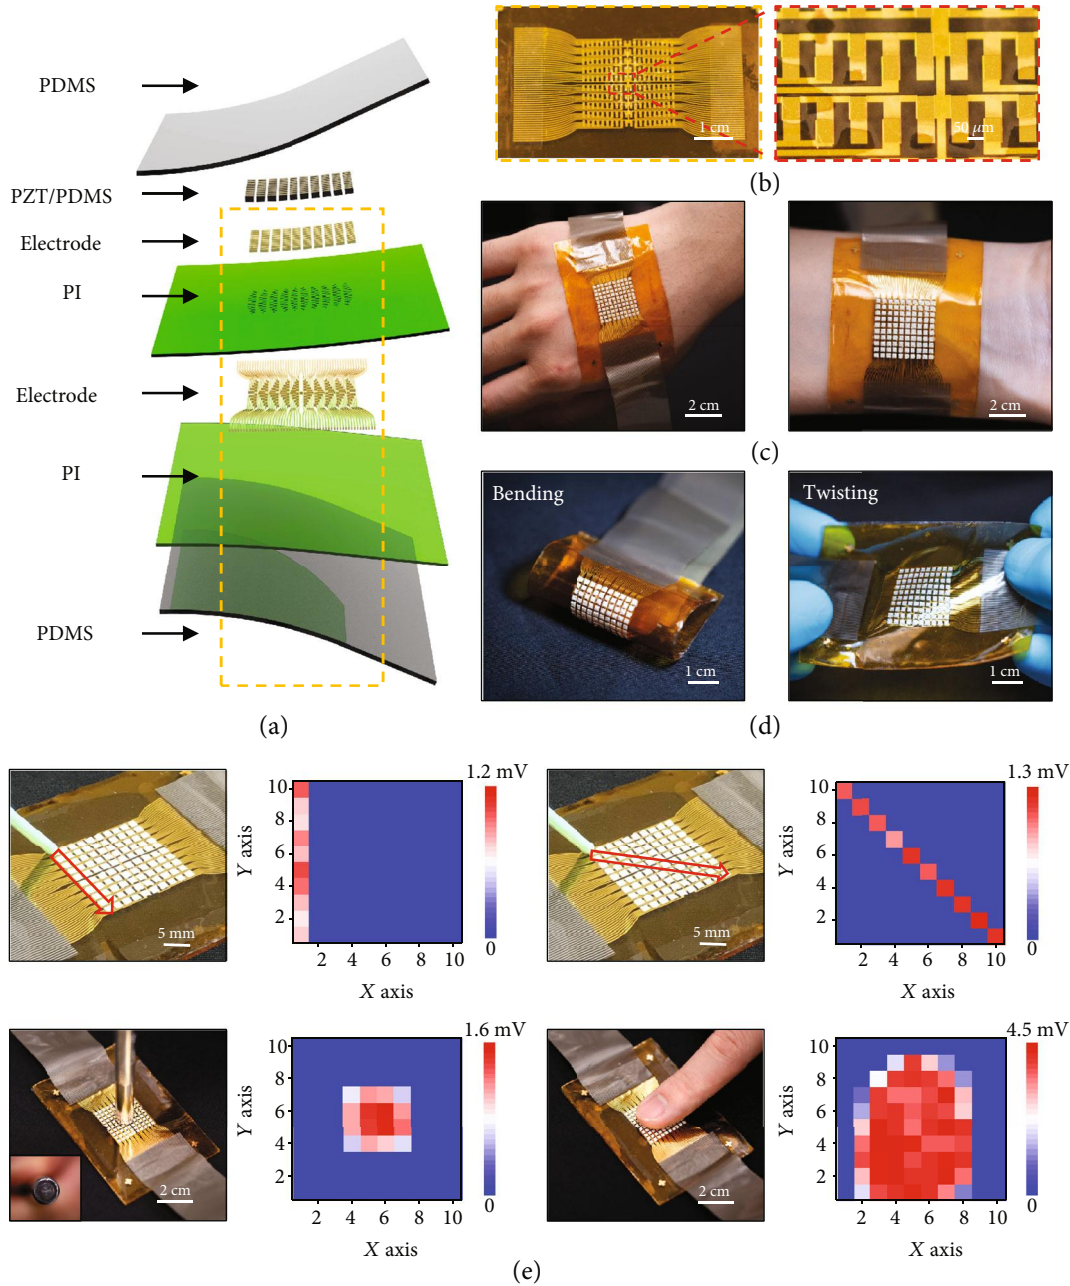 PDMS
PZT/PDMS
Electrode
PI
Electrode
PI
PDMS
(a)
1 cm
50 μm
(b)
2 cm
2 cm
(c)
Bending
1 cm
Twisting
1 cm
(d)
5 mm
1.2 mV
10
8
6
4
2
Y axis
2 4 6 8 10
X axis
0
5 mm
1.3 mV
10
8
6
4
2
Y axis
2 4 6 8 10
X axis
0
2 cm
1.6 mV
10
8
6
4
2
Y axis
2 4 6 8 10
X axis
0
2 cm
4.5 mV
10
8
6
4
2
Y axis
2 4 6 8 10
X axis
0
(e)